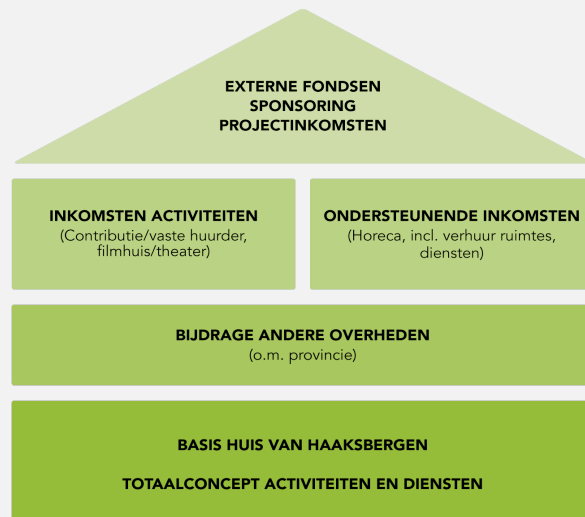 EXTERNE FONDSEN
SPONSORING
PROJECTINKOMSTEN
INKOMSTEN ACTIVITEITEN
(Contributie/vaste huurder,
filmhuis/theater)
ONDERSTEUNENDE INKOMSTEN
(Horeca, incl. verhuur ruimtes,
diensten)
BIJDRAGE ANDERE OVERHEDEN
(o.m. provincie)
BASIS HUIS VAN HAAKSBERGEN
TOTAALCONCEPT ACTIVITEITEN EN DIENSTEN